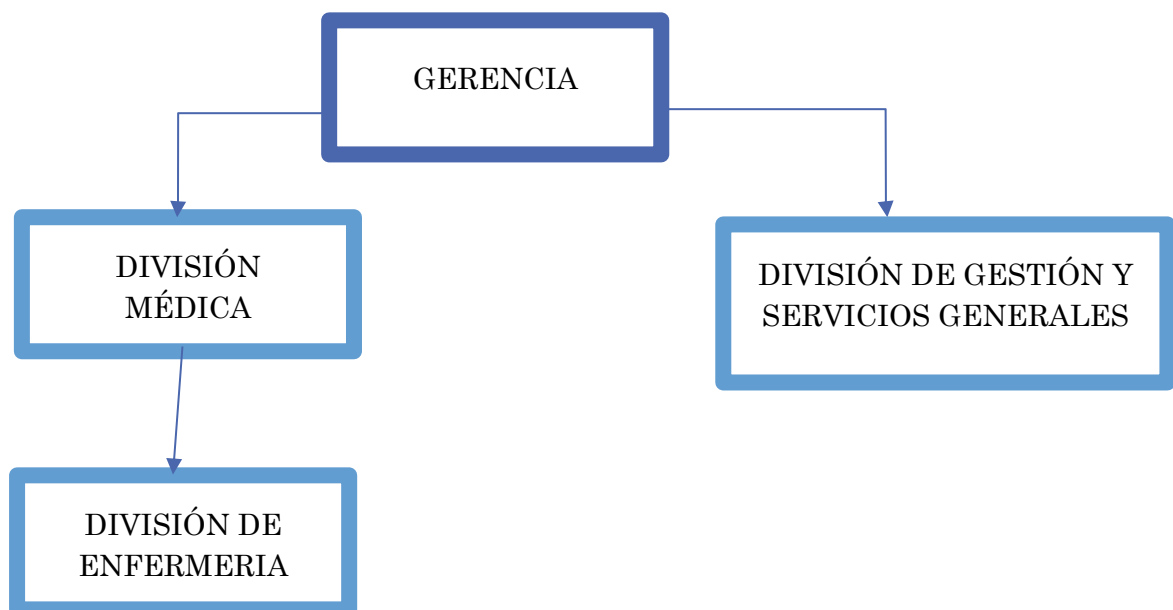 GERENCIA
DIVISIÓN
MÉDICA
DIVISIÓN DE GESTIÓN Y
SERVICIOS GENERALES
DIVISIÓN DE
ENFERMERIA